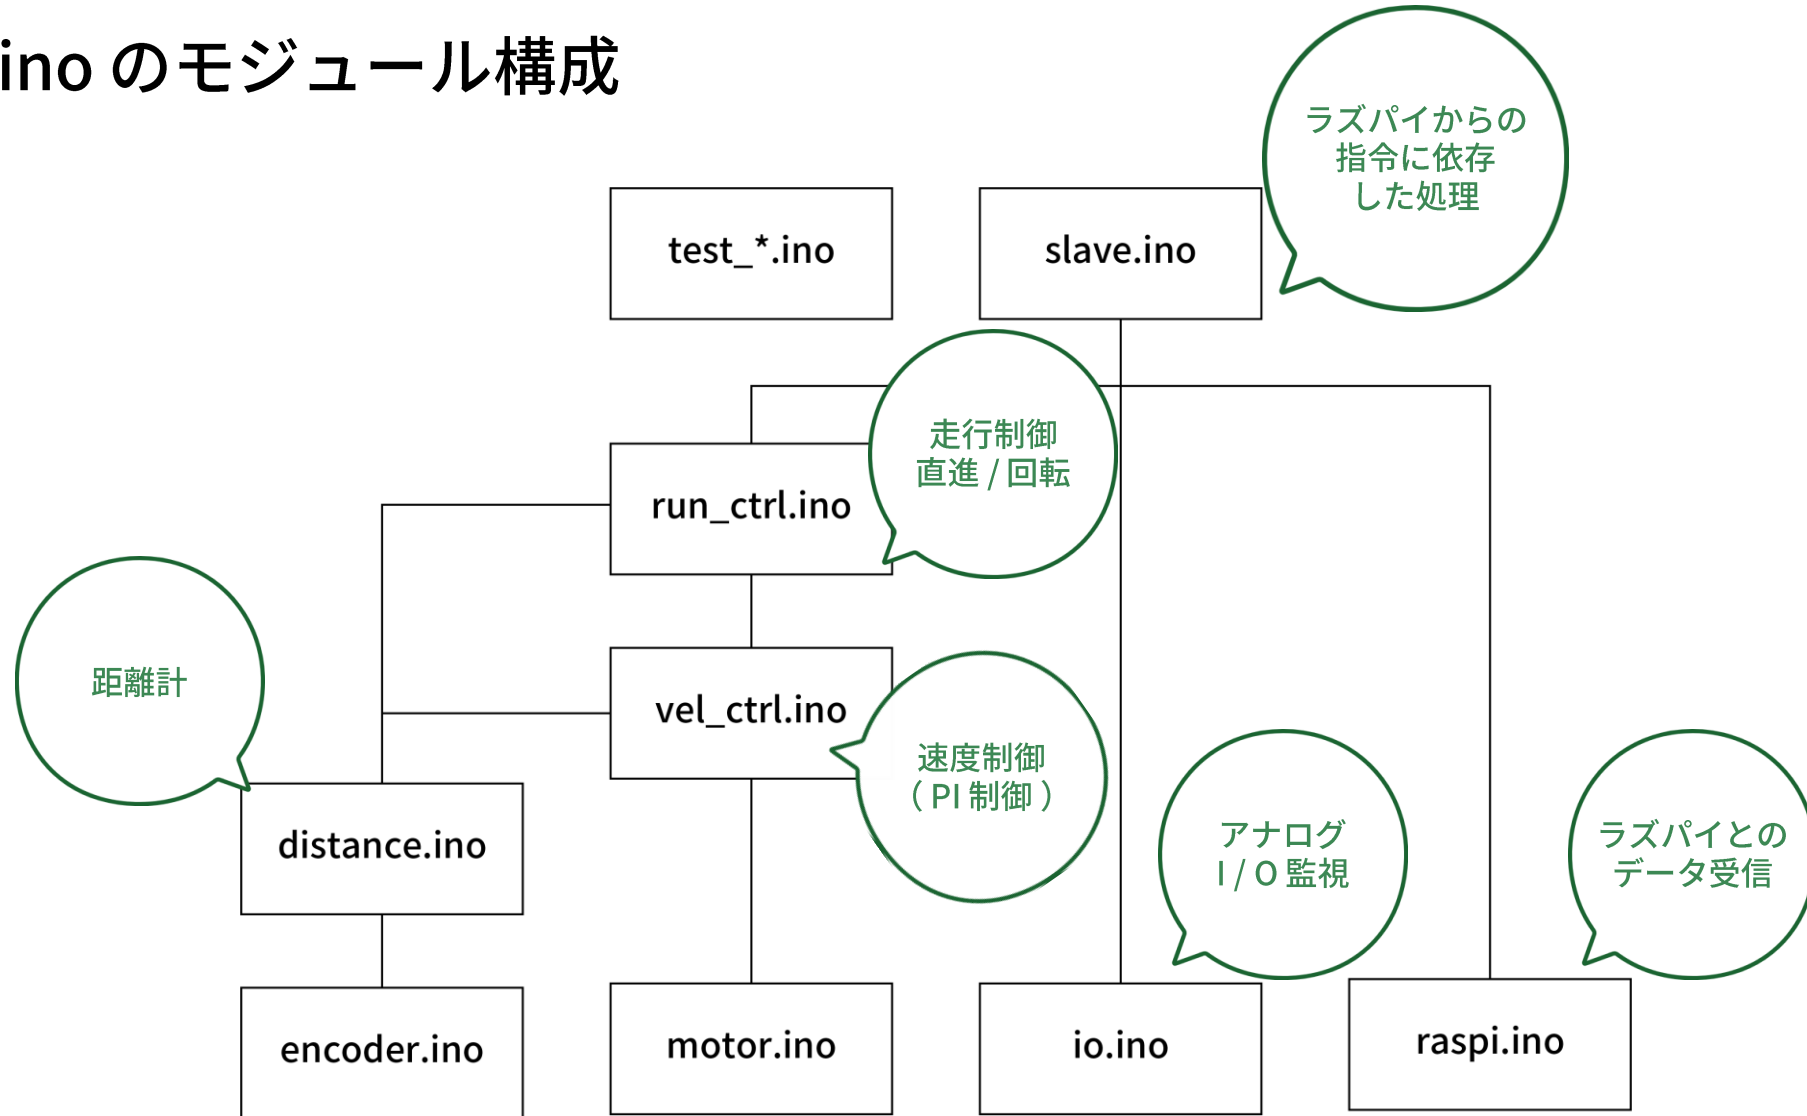 ino のモジュール構成
ラズパイからの
指令に依存
した処理
test_*.ino
slave.ino
走行制御
直進 / 回転
run_ctrl.ino
距離計
vel_ctrl.ino
速度制御
( PI 制御 )
distance.ino
アナログ
I / O 監視
ラズパイとの
データ受信
encoder.ino
motor.ino
io.ino
raspi.ino